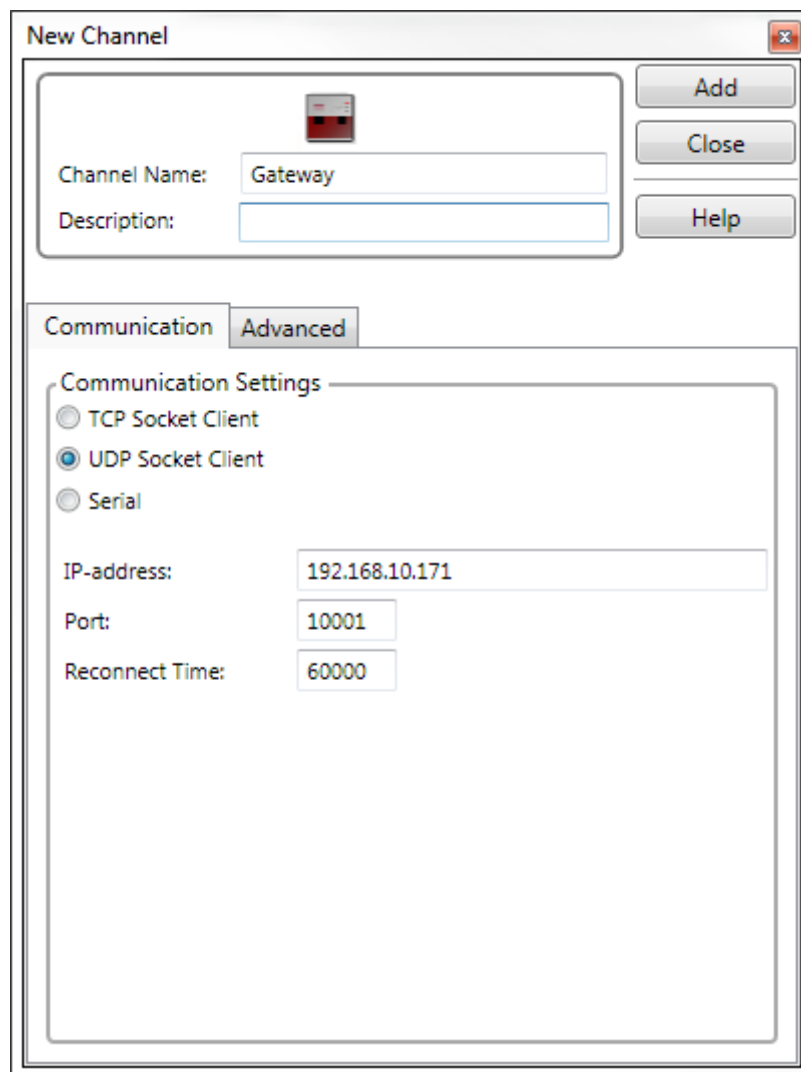 New Channel
Add
Close
Channel Name: Gateway
Description:
Help
Communication Advanced
Communication Settings
TCP Socket Client
UDP Socket Client
Serial
IP-address: 192.168.10.171
Port: 10001
Reconnect Time: 60000